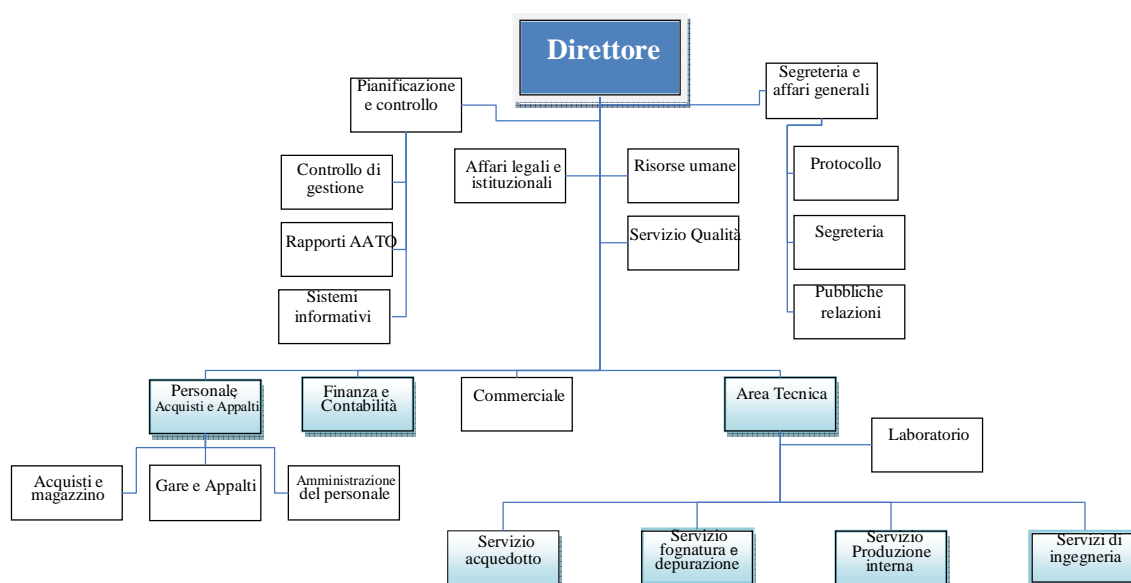 Direttore
Pianificazione
e controllo
Segreteria e
affari generali
Controllo di
gestione
Affari legali e
istituzionali
Risorse umane
Protocollo
Rapporti AATO
Servizio Qualità
Segreteria
Sistemi
informativi
Pubbliche
relazioni
Personale,
Acquisti e Appalti
Finanza e
Contabilità
Commerciale
Area Tecnica
Laboratorio
Acquisti e
magazzino
Gare e Appalti
Amministrazione
del personale
Servizio
acquedotto
Servizio
fognatura e
depurazione
Servizio
Produzione
interna
Servizi di
ingegneria